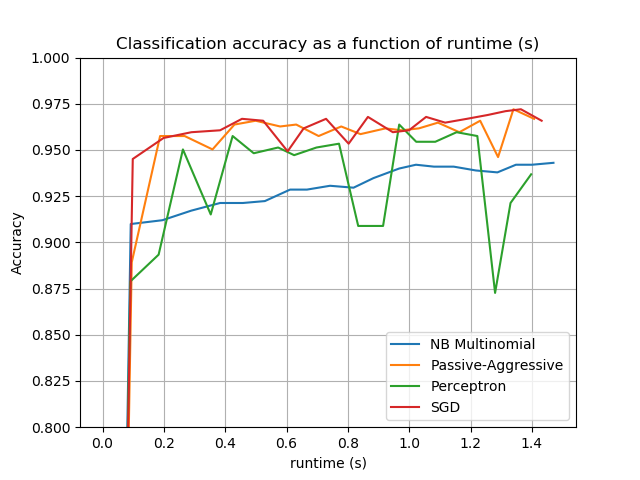 Classification accuracy as a function of runtime (s)
1.000
0.975
0.950
0.925
0.900
0.875
0.850
0.825
0.800
Accuracy
NB Multinomial
Passive-Aggressive
Perceptron
SGD
0.0 0.2 0.4 0.6 0.8 1.0 1.2 1.4
runtime (s)